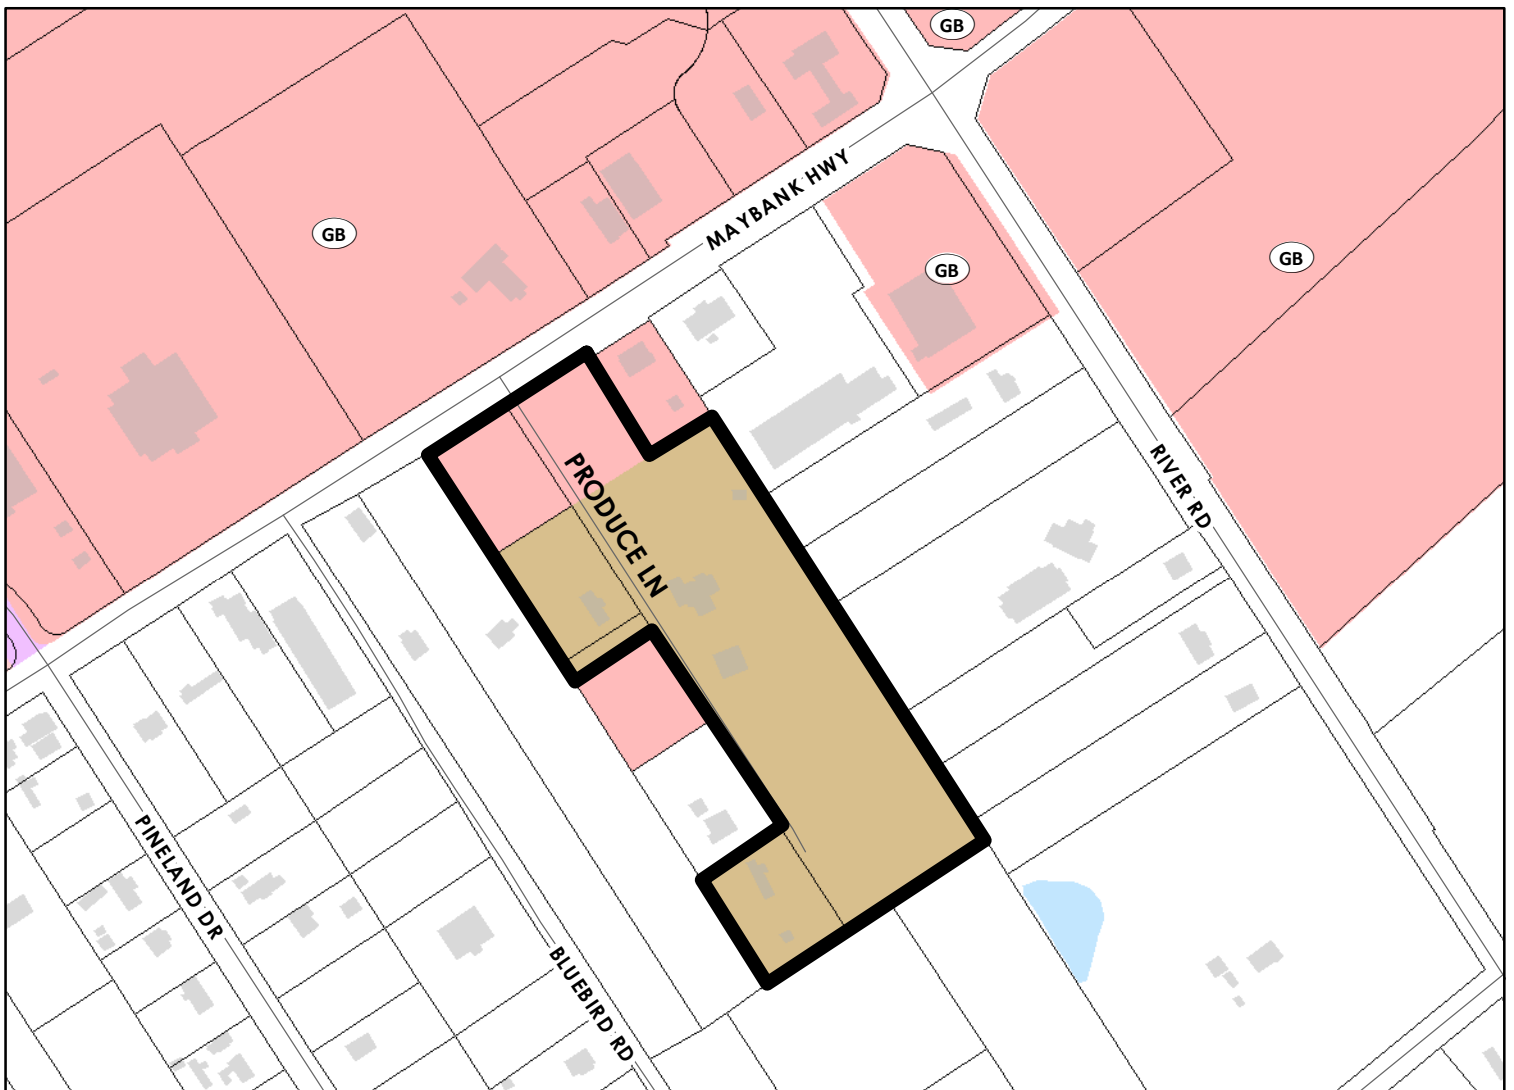 GB
MAYBANK HWY
GB
GB
GB
PRODUCE LN
RIVER RD
PINELAND DR
BLUEBIRD RD